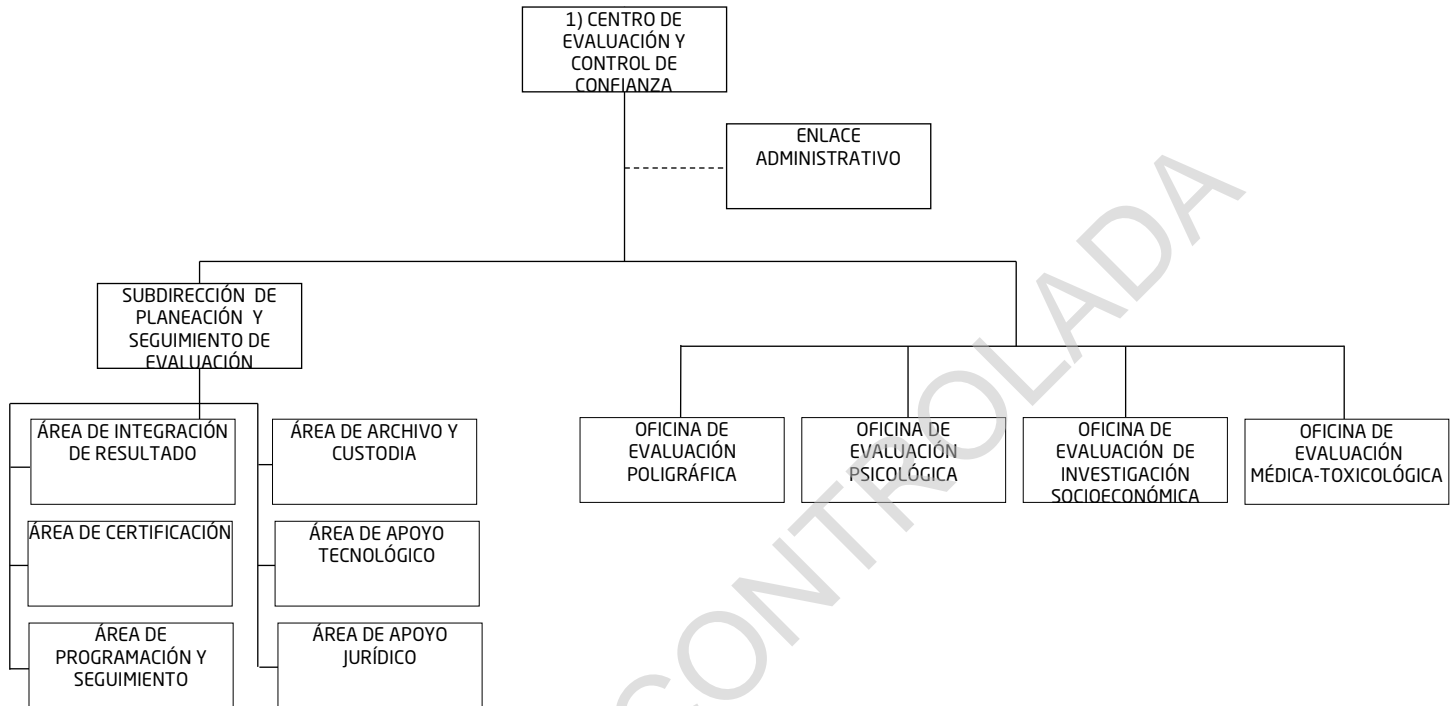 1) CENTRO DE
EVALUACIÓN Y
CONTROL DE
CONFIANZA
ENLACE
ADMINISTRATIVO
SUBDIRECCIÓN DE
PLANEACIÓN Y
SEGUIMIENTO DE
EVALUACIÓN
ÁREA DE INTEGRACIÓN
DE RESULTADO
ÁREA DE ARCHIVO Y
CUSTODIA
ÁREA DE CERTIFICACIÓN
ÁREA DE APOYO
TECNOLÓGICO
ÁREA DE
PROGRAMACIÓN Y
SEGUIMIENTO
ÁREA DE APOYO
JURÍDICO
OFICINA DE
EVALUACIÓN
POLIGRÁFICA
OFICINA DE
EVALUACIÓN
PSICOLÓGICA
OFICINA DE
EVALUACIÓN DE
INVESTIGACIÓN
SOCIOECONÓMICA
OFICINA DE
EVALUACIÓN
MÉDICA-TOXICOLÓGICA
CONTROLADA